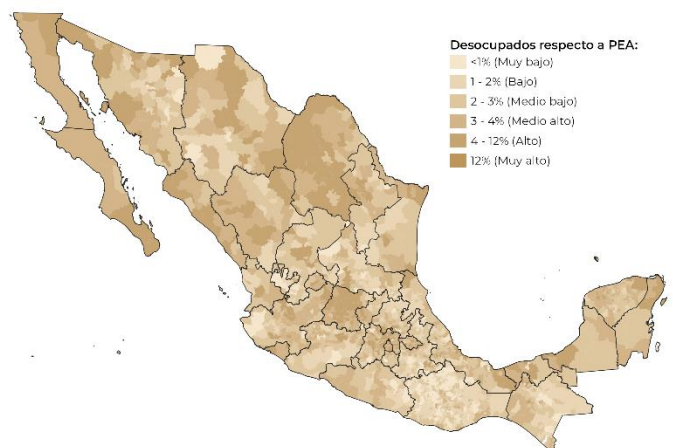 Desocupados respecto a PEA:
<1% (Muy bajo)
1 - 2% (Bajo)
2 - 3% (Medio bajo)
3 - 4% (Medio alto)
4 - 12% (Alto)
12% (Muy alto)